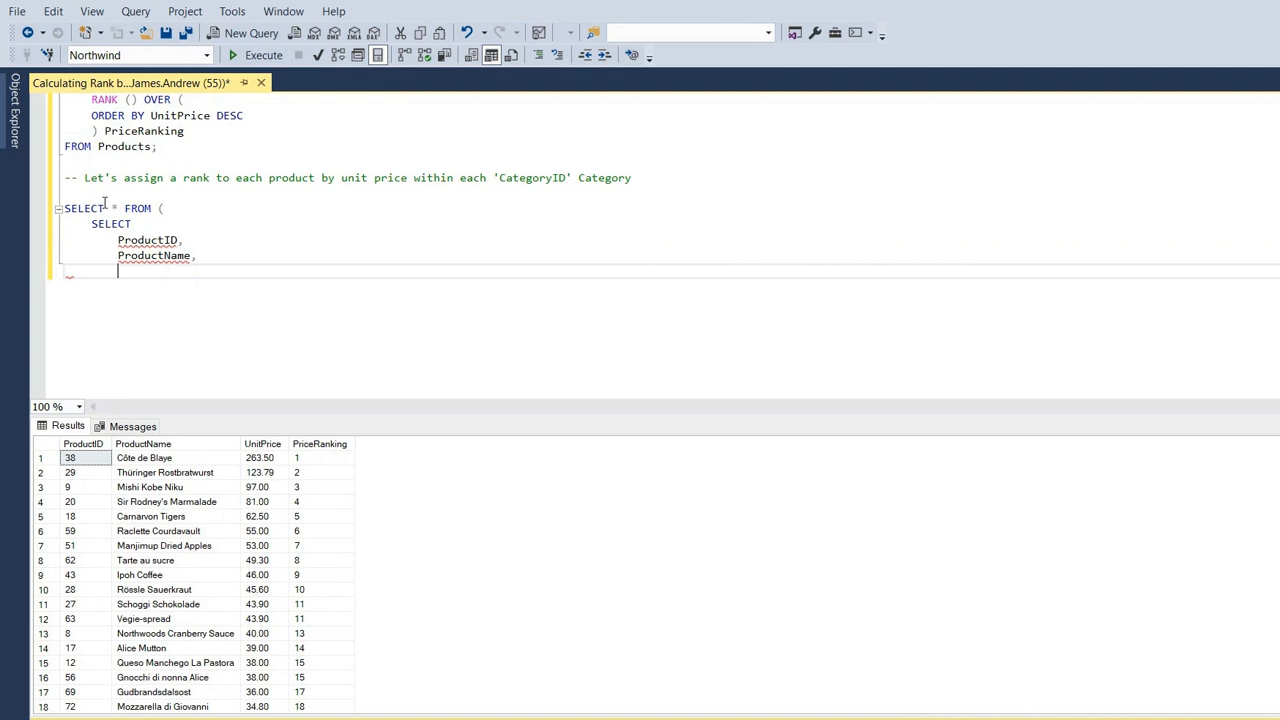 File Edit View Query Project Tools Window Help
New Query
Northwind Execute
Object Explorer
Calculating Rank b...James.Andrew (55))*
RANK () OVER (
ORDER BY UnitPrice DESC
) PriceRanking
FROM Products;
-- Let's assign a rank to each product by unit price within each 'CategoryID' Category
SELECT * FROM (
SELECT
ProductID,
ProductName,
100 %
Results Messages
ProductID ProductName UnitPrice PriceRanking
1 38 Côte de Blaye 263.50 1
2 29 Thüringer Rostbratwurst 123.79 2
3 9 Mishi Kobe Niku 97.00 3
4 20 Sir Rodney's Marmalade 81.00 4
5 18 Carnarvon Tigers 62.50 5
6 59 Raclette Courdavault 55.00 6
7 51 Manjimup Dried Apples 53.00 7
8 62 Tarte au sucre 49.30 8
9 43 Ipoh Coffee 46.00 9
10 28 Rössle Sauerkraut 45.60 10
11 27 Schoggi Schokolade 43.90 11
12 63 Vegie-spread 43.90 11
13 8 Northwoods Cranberry Sauce 40.00 13
14 17 Alice Mutton 39.00 14
15 12 Queso Manchego La Pastora 38.00 15
16 56 Gnocchi di nonna Alice 38.00 15
17 69 Gudbrandsdalsost 36.00 17
18 72 Mozzarella di Giovanni 34.80 18